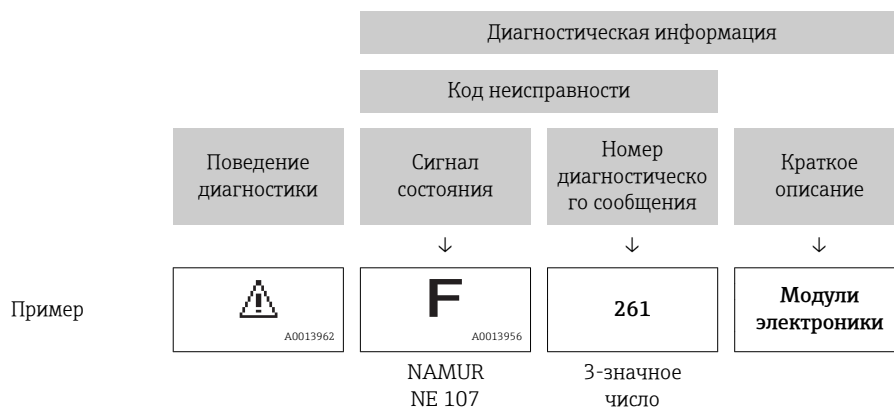 Диагностическая информация
Код неисправности
Поведение
диагностики
Сигнал
состояния
Номер
диагностическо
го сообщения
Краткое
описание
↓
↓
↓
Пример
A0013962
F
A0013956
261
Модули
электроники
NAMUR
NE 107
3-значное
число